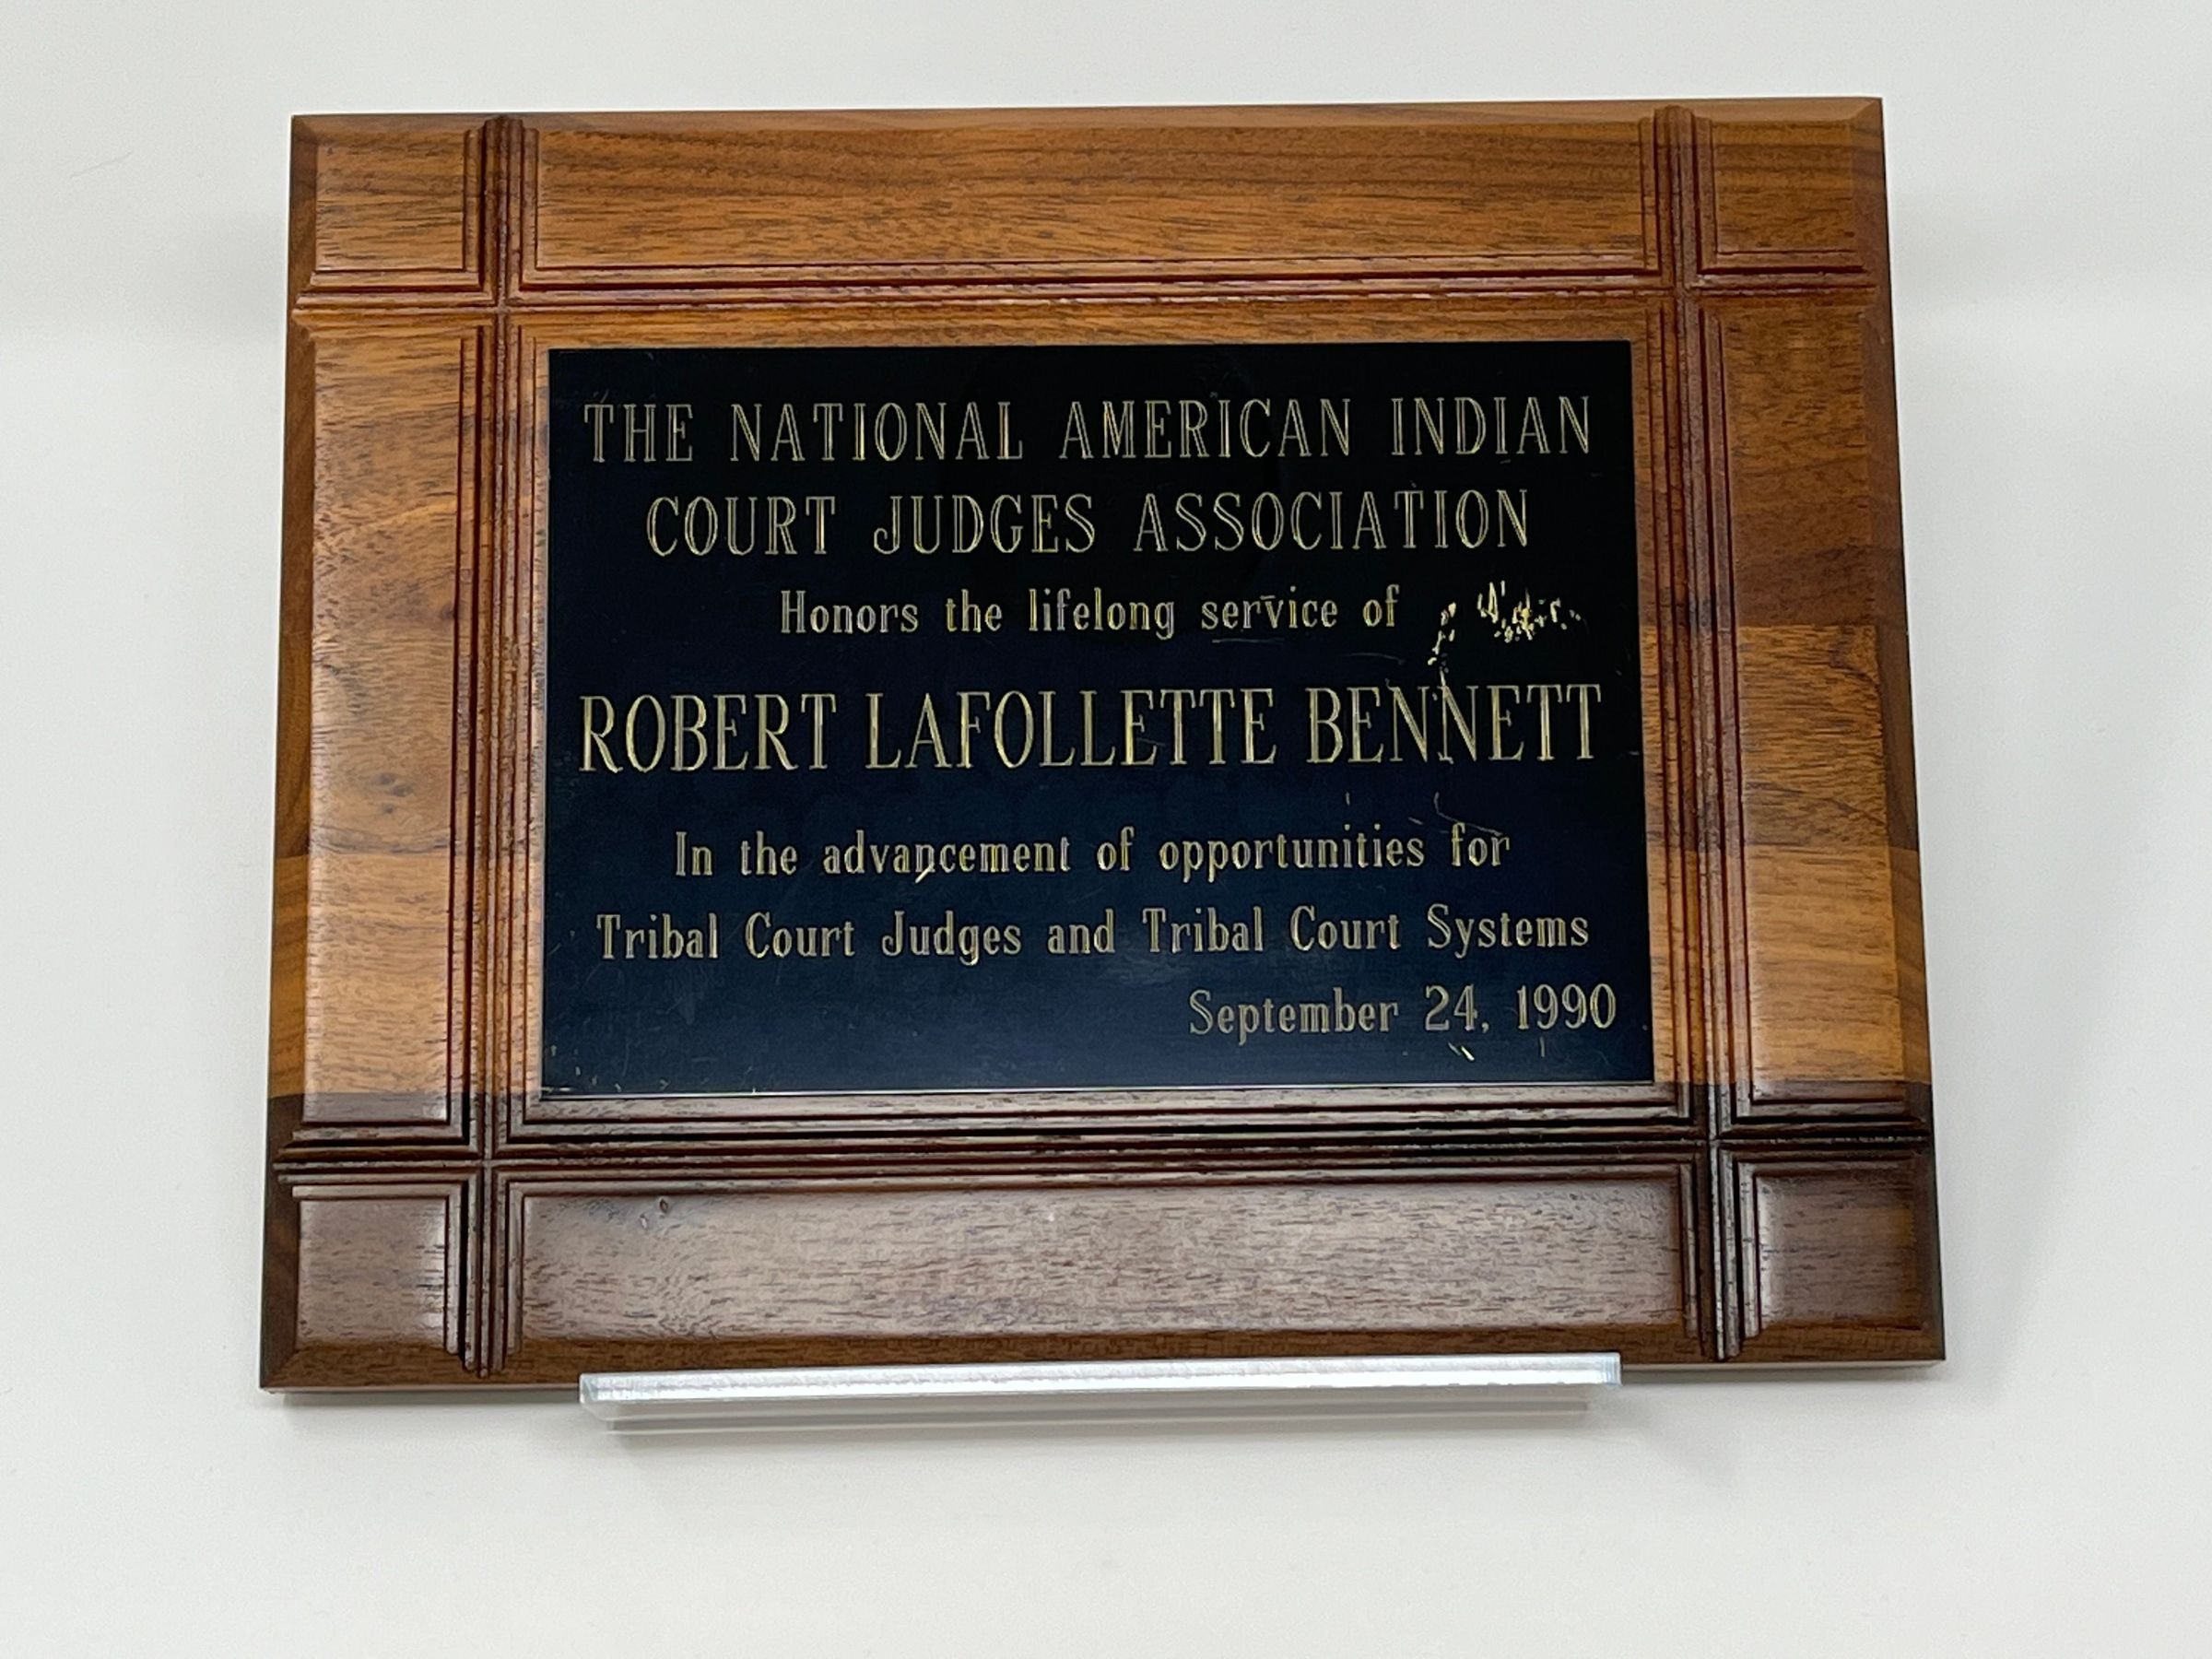 THE NATIONAL AMERICAN INDIAN
COURT JUDGES ASSOCIATION
Honors the lifelong service of
ROBERT LAFOLLETTE BENNETT
In the advancement of opportunities for
Tribal Court Judges and Tribal Court Systems
September 24, 1990